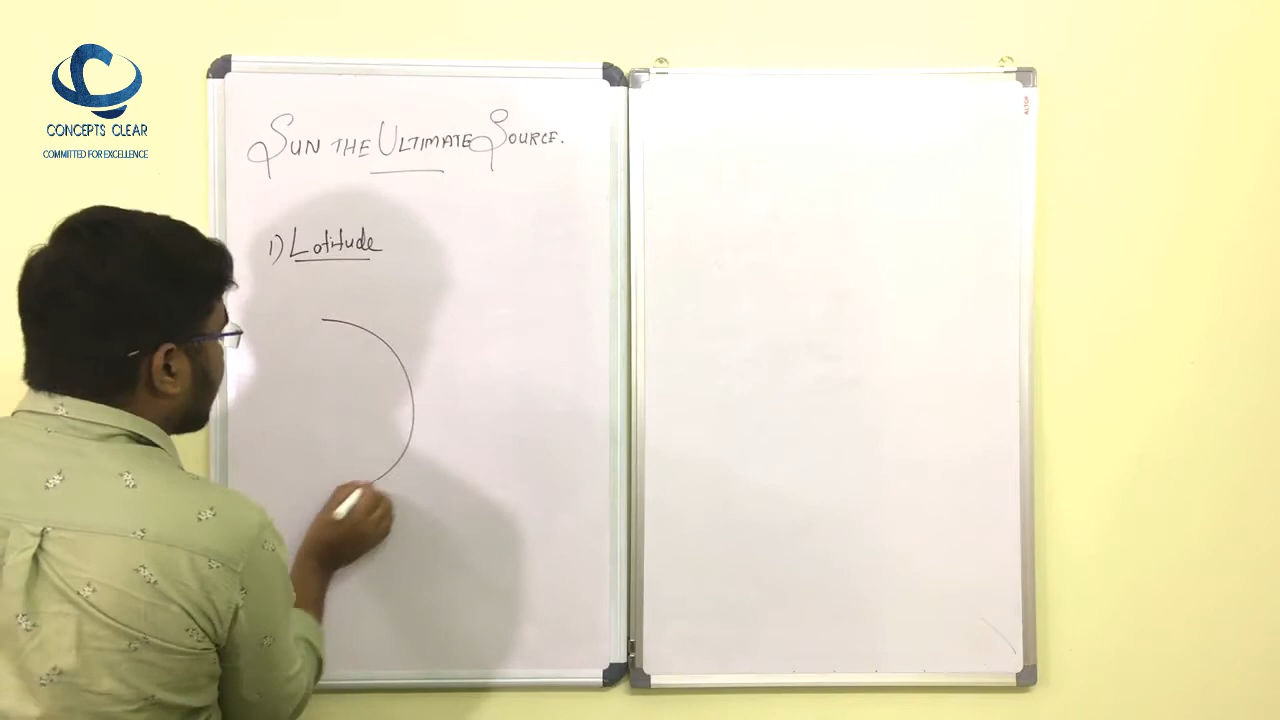 CONCEPTS CLEAR
COMMITTED FOR EXCELLENCE
SUN THE ULTIMATE SOURCE.
1) Latitude